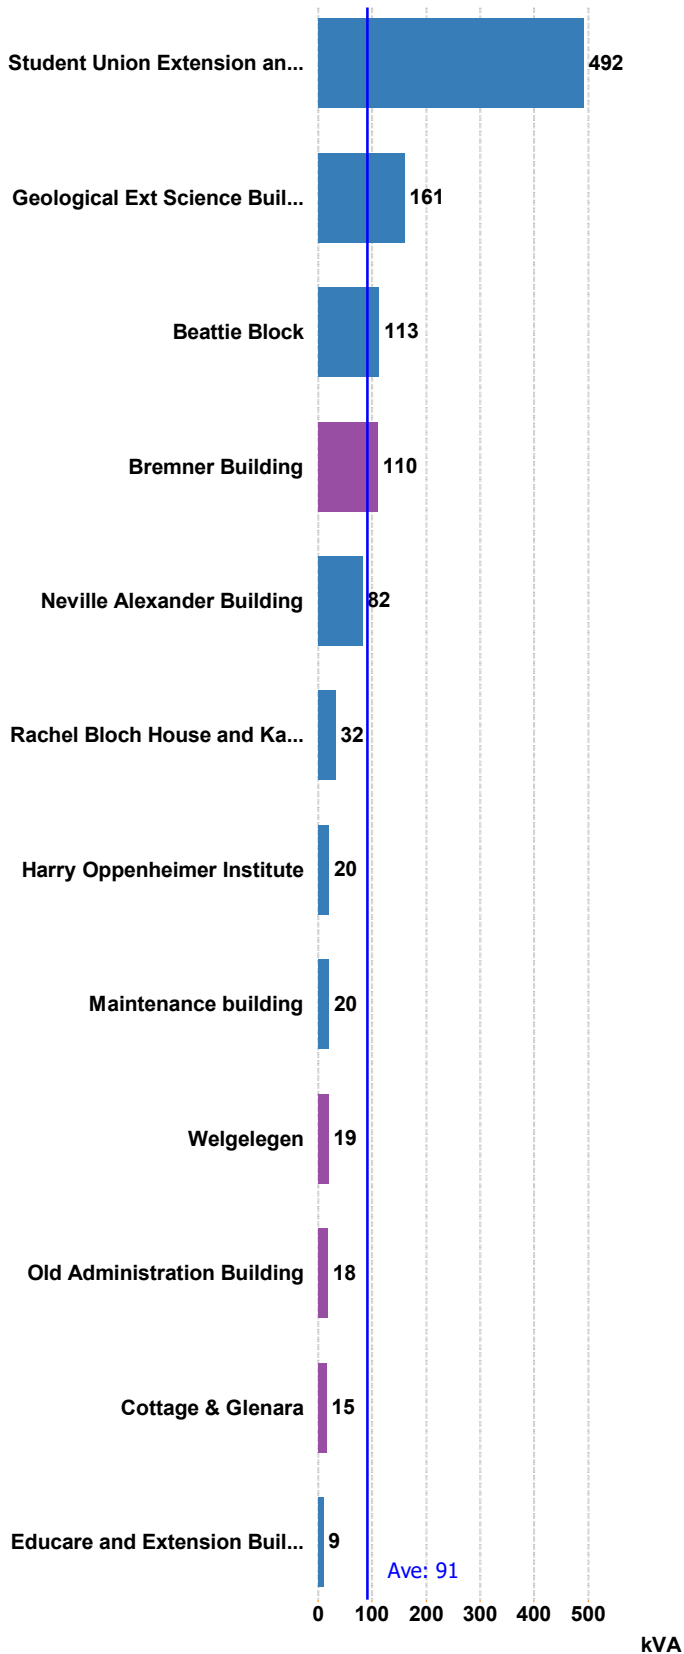 Student Union Extension an... 492
Geological Ext Science Buil... 161
Beattie Block 113
Bremner Building 110
Neville Alexander Building 82
Rachel Bloch House and Ka... 32
Harry Oppenheimer Institute 20
Maintenance building 20
Welgelegen 19
Old Administration Building 18
Cottage & Glenara 15
Educare and Extension Buil... 9
Ave: 91
0 100 200 300 400 500
kVA